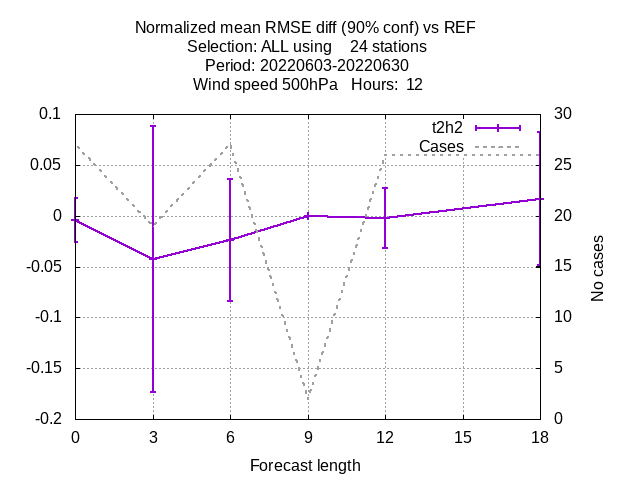 Normalized mean RMSE diff (90% conf) vs REF
Selection: ALL using    24 stations
Period: 20220603-20220630
Wind speed 500hPa   Hours:  12
t2h2
Cases
0.1
0.05
0
-0.05
-0.1
-0.15
-0.2
30
25
20
15
10
5
0
No cases
0 3 6 9 12 15 18
Forecast length